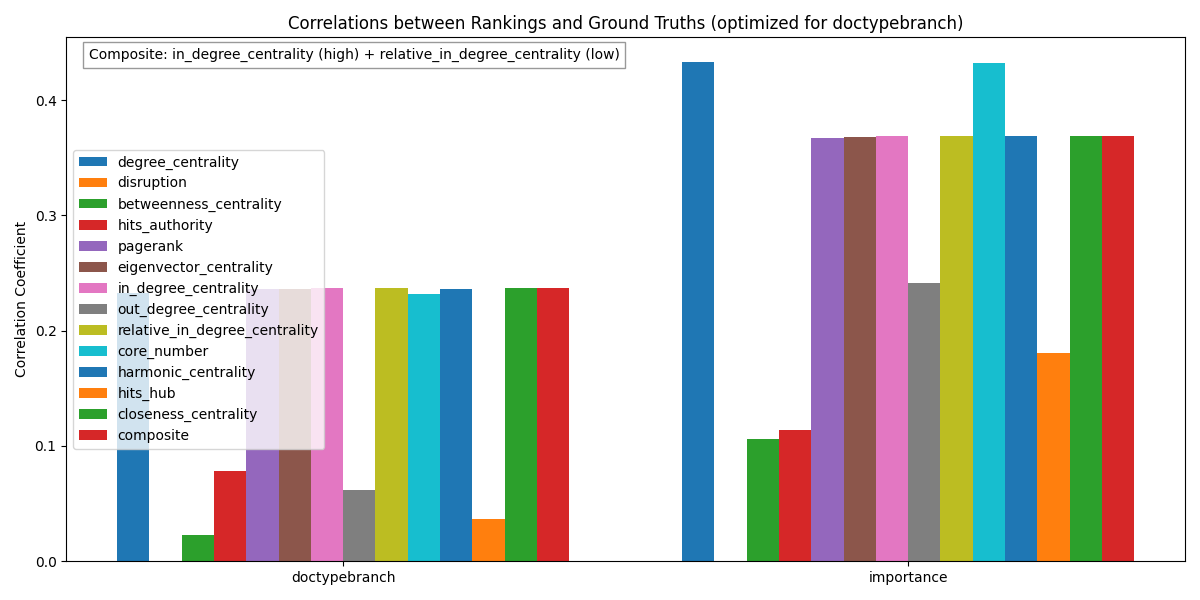 Correlations between Rankings and Ground Truths (optimized for doctypebranch)
Composite: in_degree_centrality (high) + relative_in_degree_centrality (low)
Correlation Coefficient
0.4
0.3
0.2
0.1
0.0
degree_centrality
disruption
betweenness_centrality
hits_authority
pagerank
eigenvector_centrality
in_degree_centrality
out_degree_centrality
relative_in_degree_centrality
core_number
harmonic_centrality
hits_hub
closeness_centrality
composite
doctypebranch
importance